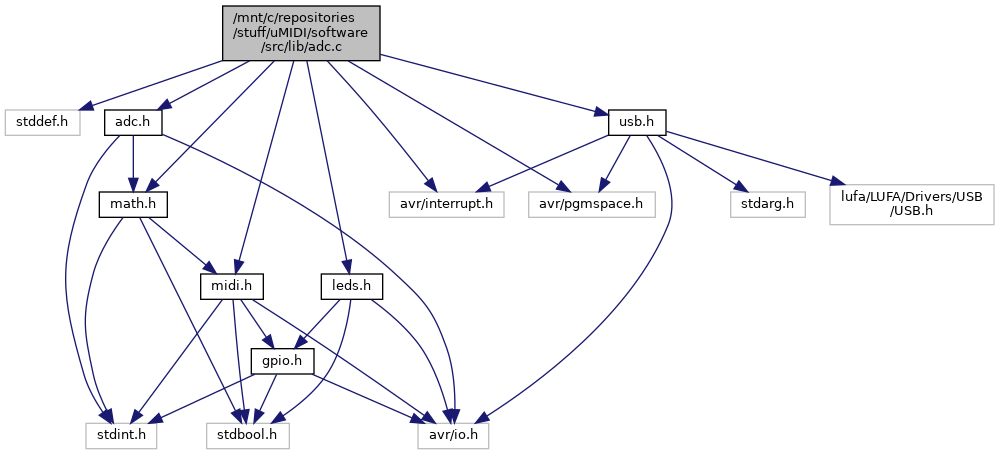 /mnt/c/repositories
/stuff/uMIDI/software
/src/lib/adc.c
stddef.h
adc.h
usb.h
math.h
avr/interrupt.h
avr/pgmspace.h
stdarg.h
lufa/LUFA/Drivers/USB
/USB.h
midi.h
leds.h
gpio.h
stdint.h
stdbool.h
avr/io.h